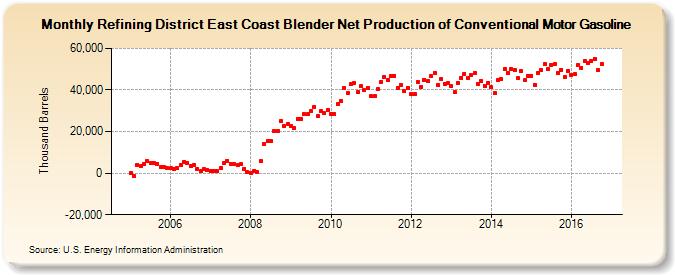 Monthly Refining District East Coast Blender Net Production of Conventional Motor Gasoline
Thousand Barrels
60,000
40,000
20,000
0
-20,000
2006 2008 2010 2012 2014 2016
Source: U.S. Energy Information Administration